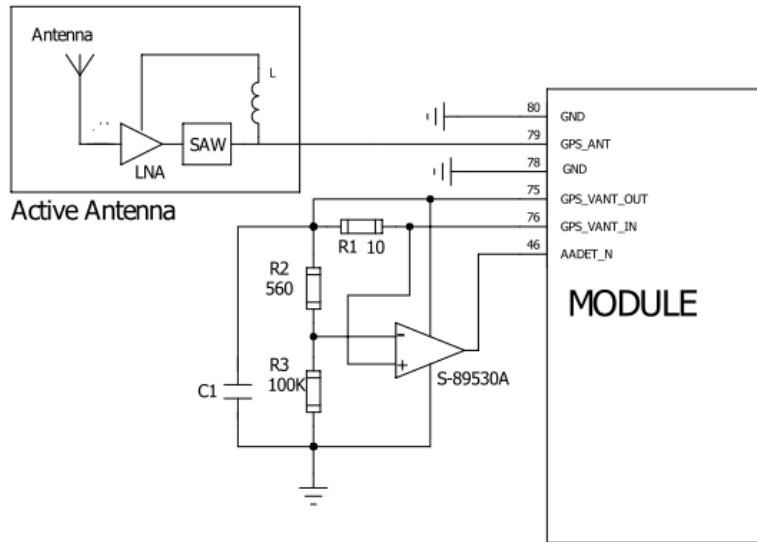 Antenna
L
SAW
LNA
Active Antenna
80 GND
79 GPS_ANT
78 GND
75 GPS_VANT_OUT
76 GPS_VANT_IN
46 AADET_N
R1 10
R2
560
MODULE
-
+
R3
100K
S-89530A
C1